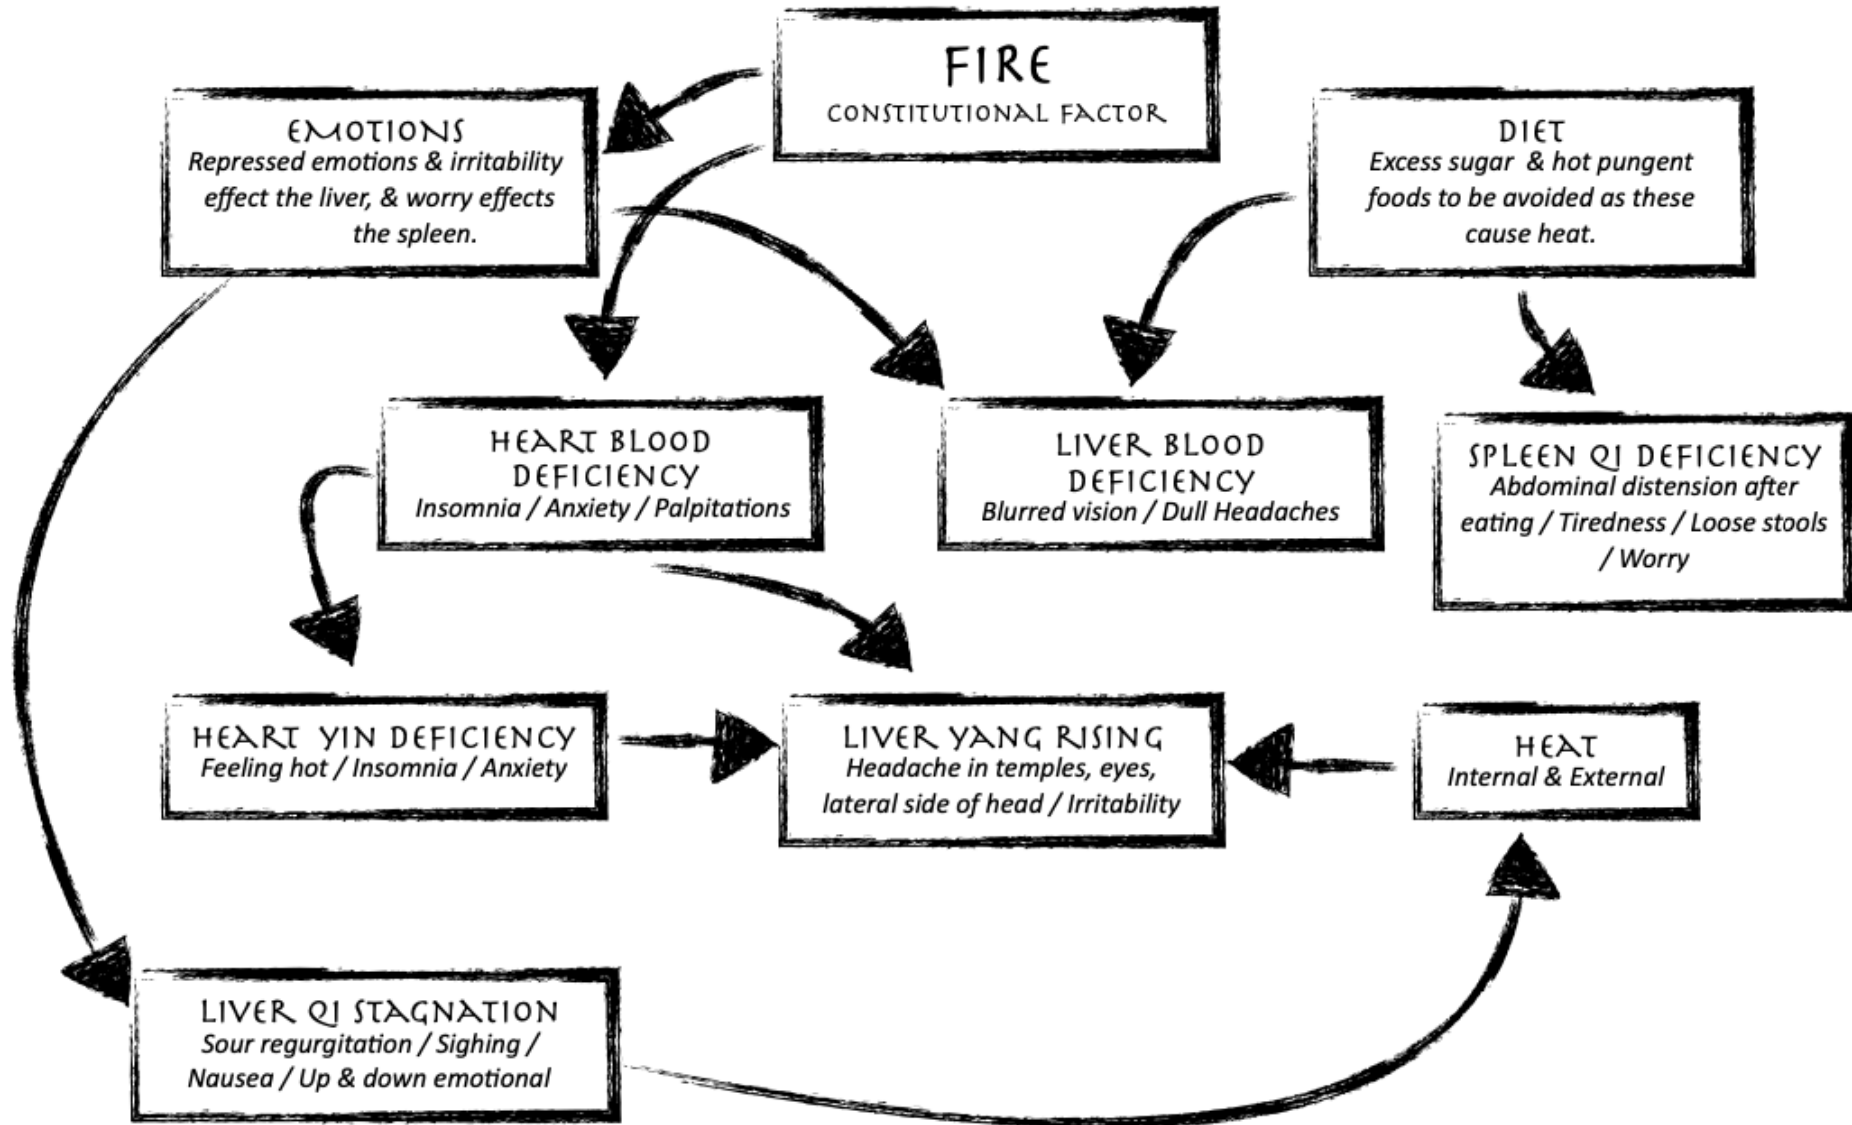 FIRE
CONSTITUTIONAL FACTOR
EMOTIONS
Repressed emotions & irritability
effect the liver, & worry effects
the spleen.
DIET
Excess sugar & hot pungent
foods to be avoided as these
cause heat.
HEART BLOOD
DEFICIENCY
Insomnia / Anxiety / Palpitations
LIVER BLOOD
DEFICIENCY
Blurred vision / Dull Headaches
SPLEEN QI DEFICIENCY
Abdominal distension after
eating / Tiredness / Loose stools
/ Worry
HEART YIN DEFICIENCY
Feeling hot / Insomnia / Anxiety
LIVER YANG RISING
Headache in temples, eyes,
lateral side of head / Irritability
HEAT
Internal & External
LIVER QI STAGNATION
Sour regurgitation / Sighing /
Nausea / Up & down emotional